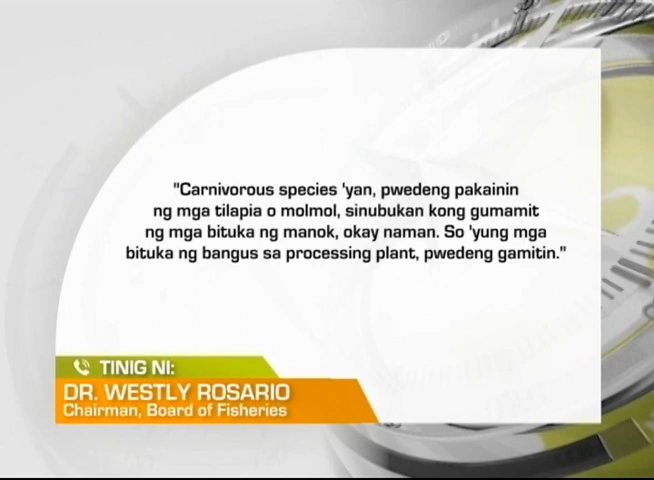 "Carnivorous species 'yan, pwedeng pakainin
ng mga tilapia o molmol, sinubukan kong gumamit
ng mga bituka ng manok, okay naman. So 'yung mga
bituka ng bangus sa processing plant, pwedeng gamitin."
TINIG NI:
DR. WESTLY ROSARIO
Chairman, Board of Fisheries